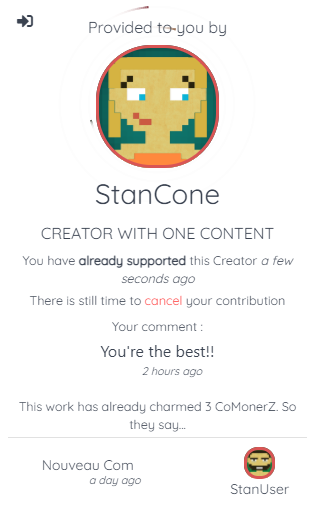 Provided to you by
StanCone
CREATOR WITH ONE CONTENT
You have already supported this Creator a few
seconds ago
There is still time to cancel your contribution
Your comment :
You're the best!!
2 hours ago
This work has already charmed 3 CoMonerZ. So
they say...
Nouveau Com
a day ago
StanUser